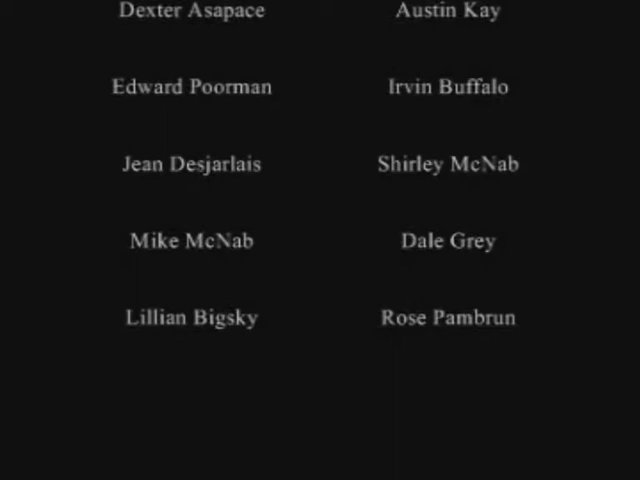 Dexter Asapace Austin Kay
Edward Poorman Irvin Buffalo
Jean Desjarlais Shirley McNab
Mike McNab Dale Grey
Lillian Bigsky Rose Pambrun